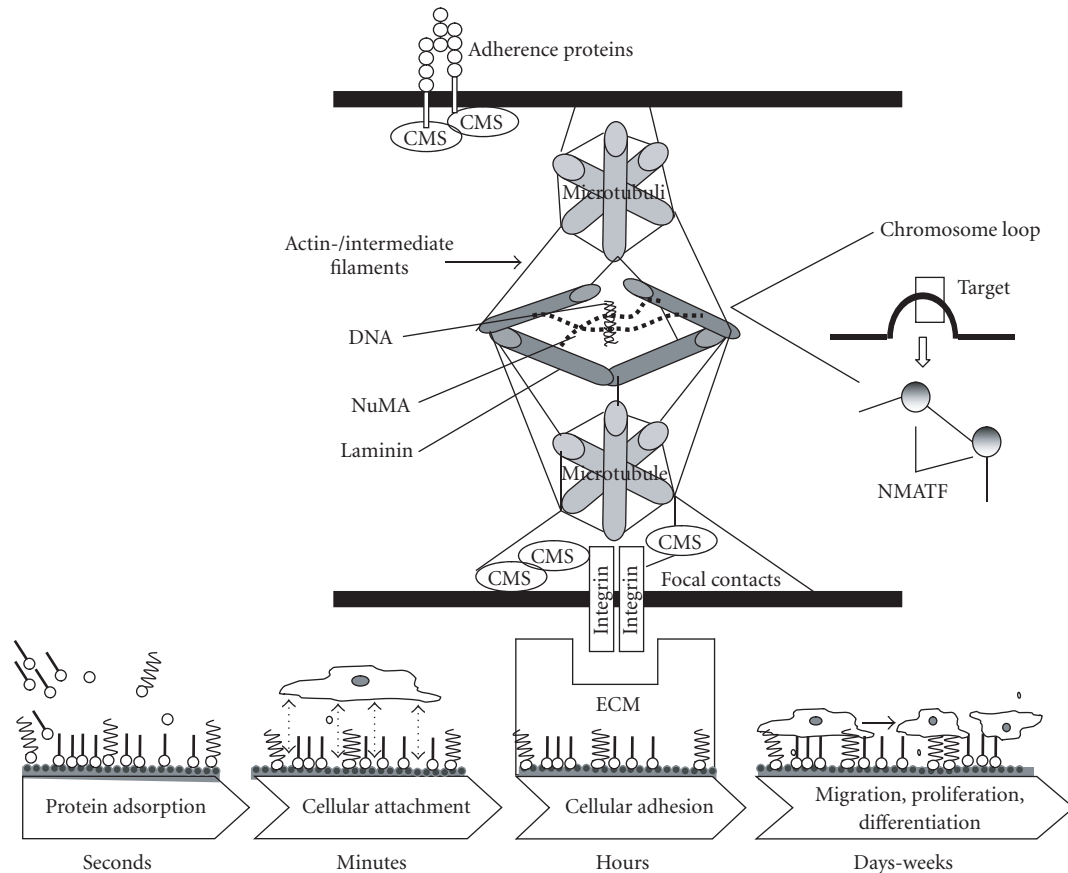 Adherence proteins
CMS
CMS
Microtubuli
Actin-/intermediate
filaments
Chromosome loop
Target
DNA
NuMA
Laminin
Microtubule
NMATF
CMS
CMS
CMS
Integrin
Integrin
Focal contacts
ECM
Protein adsorption
Cellular attachment
Cellular adhesion
Migration, proliferation,
differentiation
Seconds
Minutes
Hours
Days-weeks